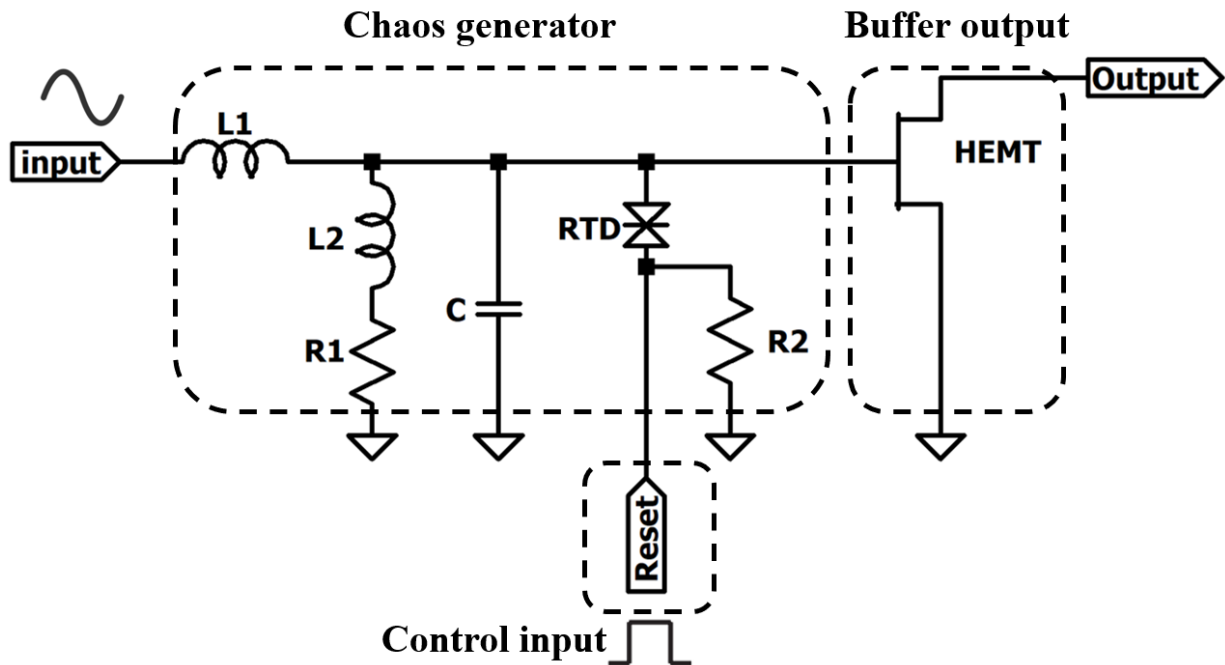 Chaos generator
Buffer output
Output
L1
input
HEMT
L2
RTD
C
R1
R2
Reset
Control input